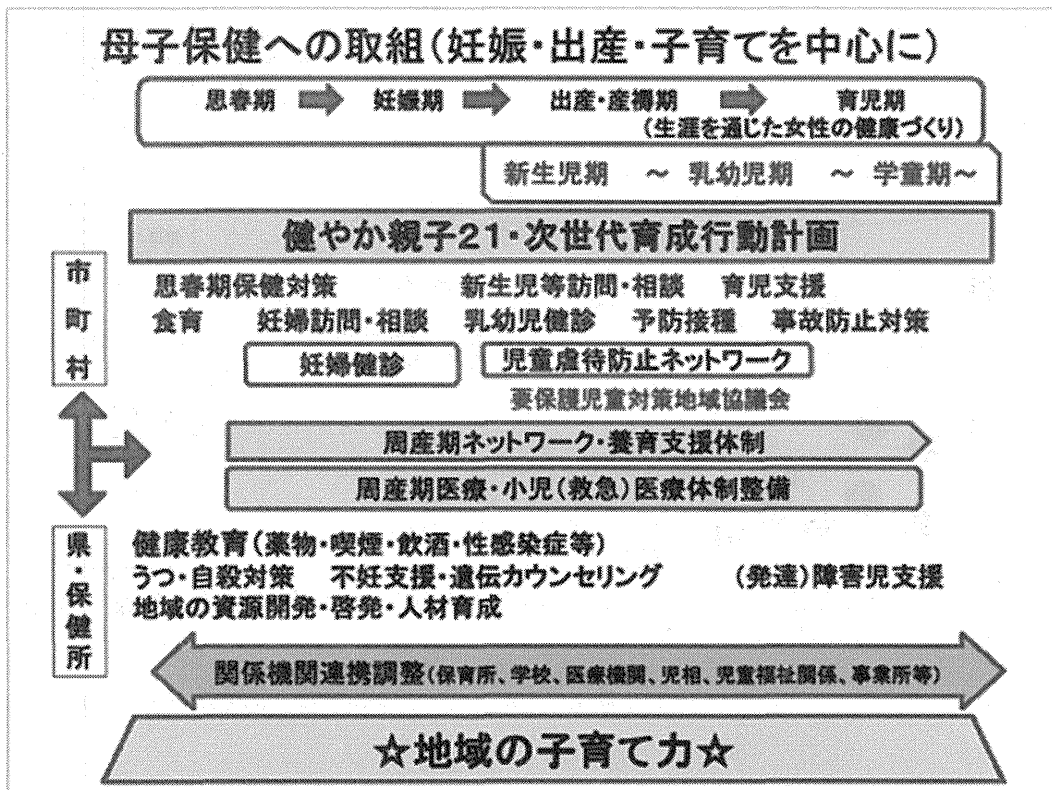 母子保健への取組(妊娠・出産・子育てを中心に)
思春期 妊娠期 出産・産褥期 育児期
(生涯を通じた女性の健康づくり)
新生児期 ～ 乳幼児期 ～ 学童期～
健やか親子21・次世代育成行動計画
市町村
思春期保健対策 新生児等訪問・相談 育児支援
食育 妊婦訪問・相談 乳幼児健診 予防接種 事故防止対策
妊婦健診 児童虐待防止ネットワーク
要保護児童対策地域協議会
周産期ネットワーク・養育支援体制
周産期医療・小児(救急)医療体制整備
県・保健所
健康教育(薬物・喫煙・飲酒・性感染症等)
うつ・自殺対策 不妊支援・遺伝カウンセリング (発達)障害児支援
地域の資源開発・啓発・人材育成
関係機関連携調整(保育所、学校、医療機関、児相、児童福祉関係、事業所等)
☆地域の子育て力☆